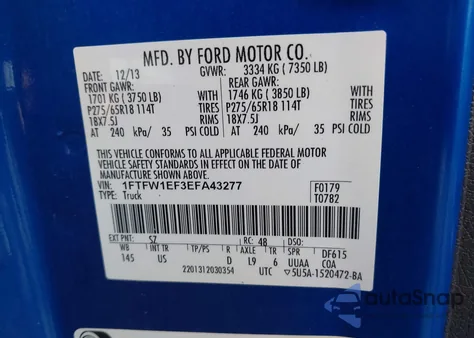 MFD. BY FORD MOTOR CO.
DATE: 12/13 GVWR: 3334 KG ( 7350 LB)
FRONT GAWR: REAR GAWR:
1701 KG ( 3750 LB) WITH 1746 KG ( 3850 LB) WITH
P275/65R18 114T TIRES P275/65R18 114T TIRES
18X7.5J RIMS 18X7.5J RIMS
AT 240 kPa/ 35 PSI COLD AT 240 kPa/ 35 PSI COLD
THIS VEHICLE CONFORMS TO ALL APPLICABLE FEDERAL MOTOR
VEHICLE SAFETY STANDARDS IN EFFECT ON THE DATE OF
MANUFACTURE SHOWN ABOVE.
VIN: 1FTFW1EF3EFA43277 F0179
TYPE: Truck T0782
EXT PNT: SZ RC: 48 DSO:
WB INT TR TP/PS R AXLE TR SPR DF615
145 US D L9 6 UUAA COA
2201312030354 UTC 5U5A-1520472-BA
autoSnap